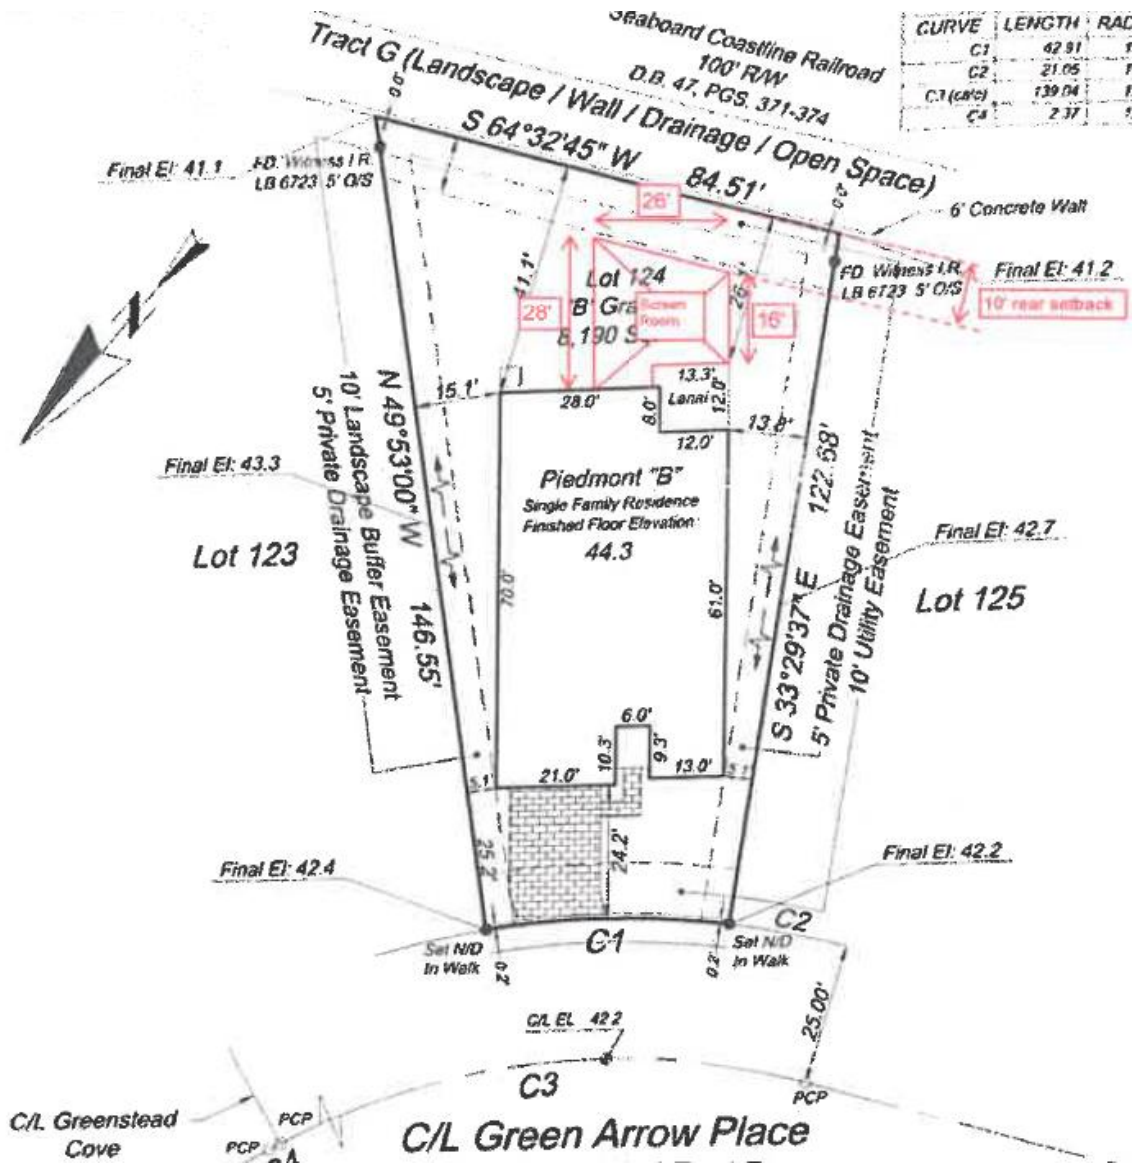 Seaboard Coastline Railroad
100' R/W
D.B. 47, PGS. 371-374
CURVE LENGTH
C1 42.91
C2 21.05
C3 (calc) 139.04
C4 2.37
Tract G (Landscape / Wall / Drainage / Open Space)
0.0'
S 64°32'45" W
84.51'
0.0'
Final El: 41.1
FD. Witness I.R.
LB 6723 5' O/S
26'
6' Concrete Wall
FD. Witness I.R.
LB 6723 5' O/S
Final El: 41.2
10' rear setback
41.1'
Lot 124
"B" Gra
8,190 S
28'
Screen
Room
16'
13.3'
Lanai
12.0'
15.1'
28.0'
8.0'
12.0'
13.8'
N 49°53'00" W 146.55'
10' Landscape Buffer Easement
5' Private Drainage Easement
Final El: 43.3
Piedmont "B"
Single Family Residence
Finished Floor Elevation:
44.3
S 33°29'37" E 122.68'
5' Private Drainage Easement
10' Utility Easement
Final El: 42.7
Lot 123
Lot 125
70.0'
61.0'
6.0'
10.3'
9.3'
21.0'
13.0'
5.1'
5.1'
25.2'
24.2'
Final El: 42.4
Final El: 42.2
C1
C2
Set N/D
In Walk
Set N/D
In Walk
0.2'
0.2'
25.00'
C/L EL 42.2
C3
PCP
C/L Greenstead
Cove
PCP
PCP
C/L Green Arrow Place